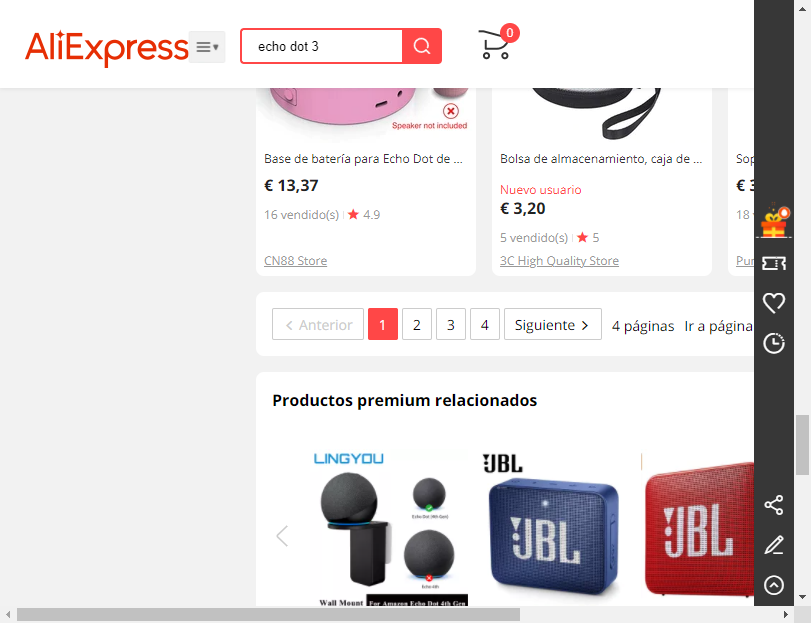 AliExpress
echo dot 3
0
Speaker not included
Base de batería para Echo Dot de ...
€ 13,37
16 vendido(s) 4.9
CN88 Store
Bolsa de almacenamiento, caja de ...
Nuevo usuario
€ 3,20
5 vendido(s) 5
3C High Quality Store
Sop
€ 3
18
Pur
Anterior 1 2 3 4 Siguiente 4 páginas Ir a página
Productos premium relacionados
LINGYOU
Echo Dot (4th Gen)
Echo 4th
Wall Mount For Amazon Echo Dot 4th Gen
JBL
JBL
JBL